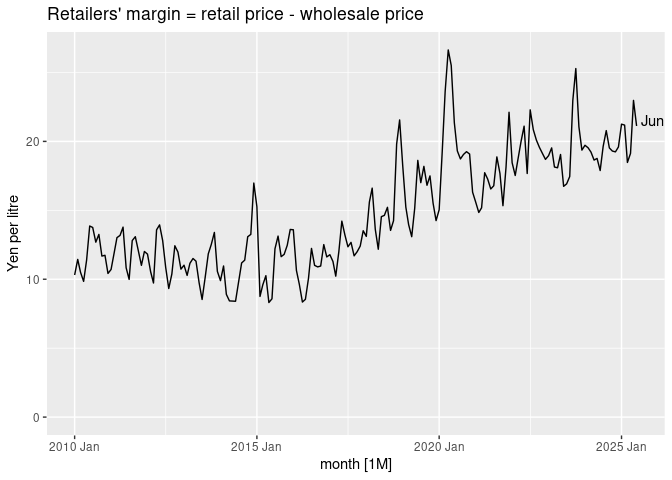 Retailers' margin = retail price - wholesale price
Yen per litre
20
10
0
Jun
2010 Jan
2015 Jan
2020 Jan
2025 Jan
month [1M]